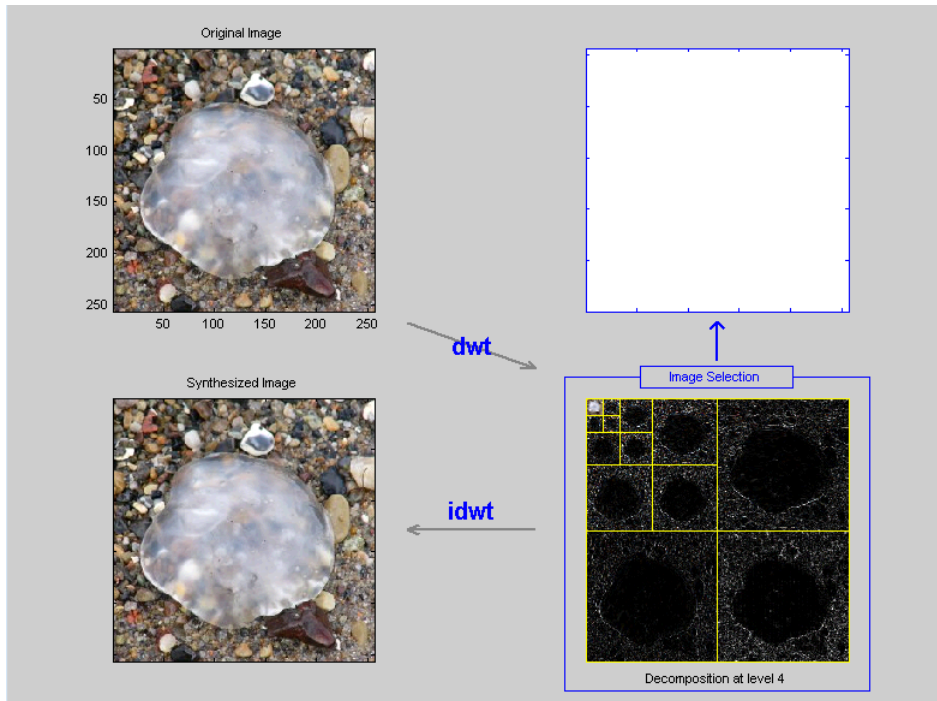 Original Image
50
100
150
200
250
50 100 150 200 250
dwt
Image Selection
Synthesized Image
idwt
Decomposition at level 4